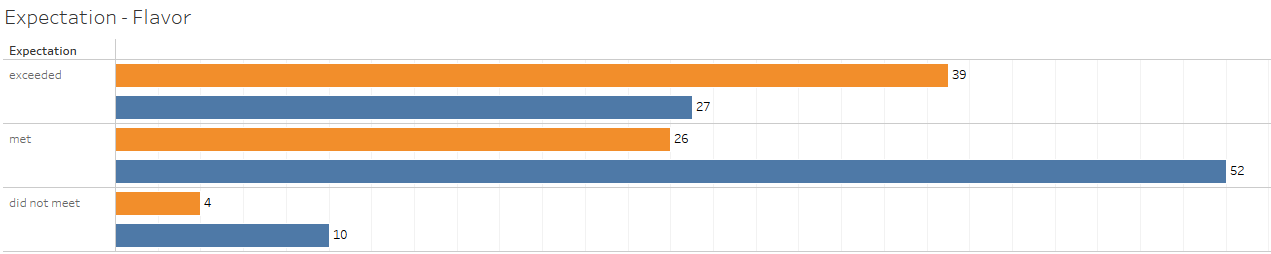 Expectation - Flavor
Expectation
exceeded
39
27
met
26
52
did not meet
4
10